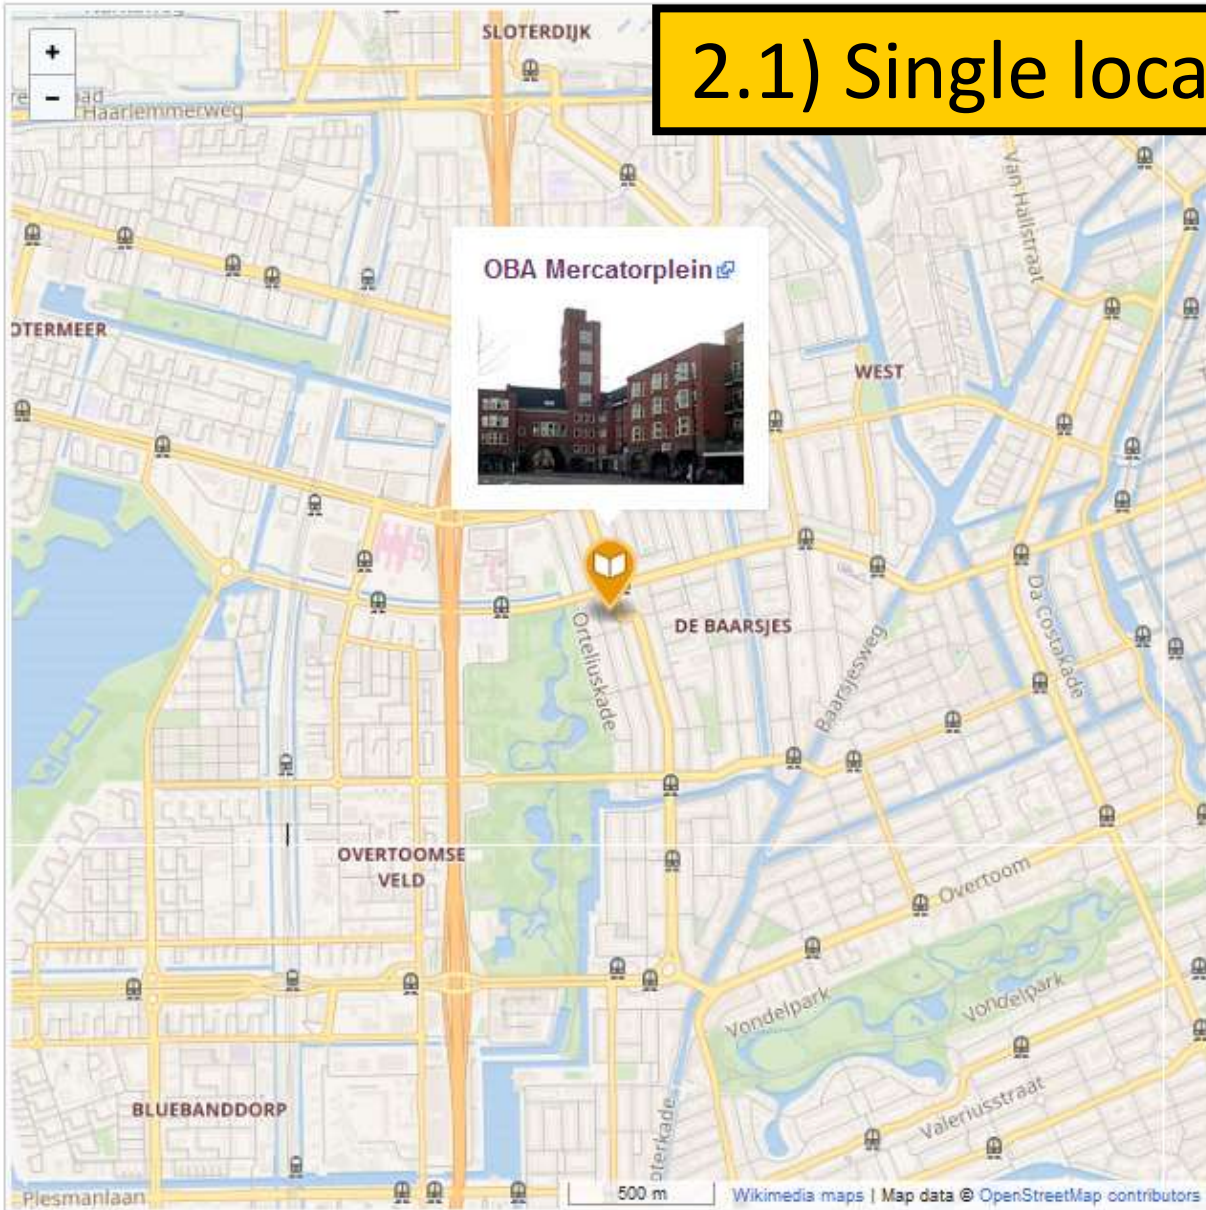 SLOTERDIJK
2.1) Single loca
+
−
Haarlemmerweg
Van Hallstraat
OBA Mercatorplein
OTERMEER
WEST
DE BAARSJES
Orteliuskade
Baarsjesweg
Da Costakade
OVERTOOMSE
VELD
Overtoom
Vondelpark
Vondelpark
BLUEBANDDORP
Valeriusstraat
oterkade
Plesmanlaan
500 m
Wikimedia maps | Map data © OpenStreetMap contributors